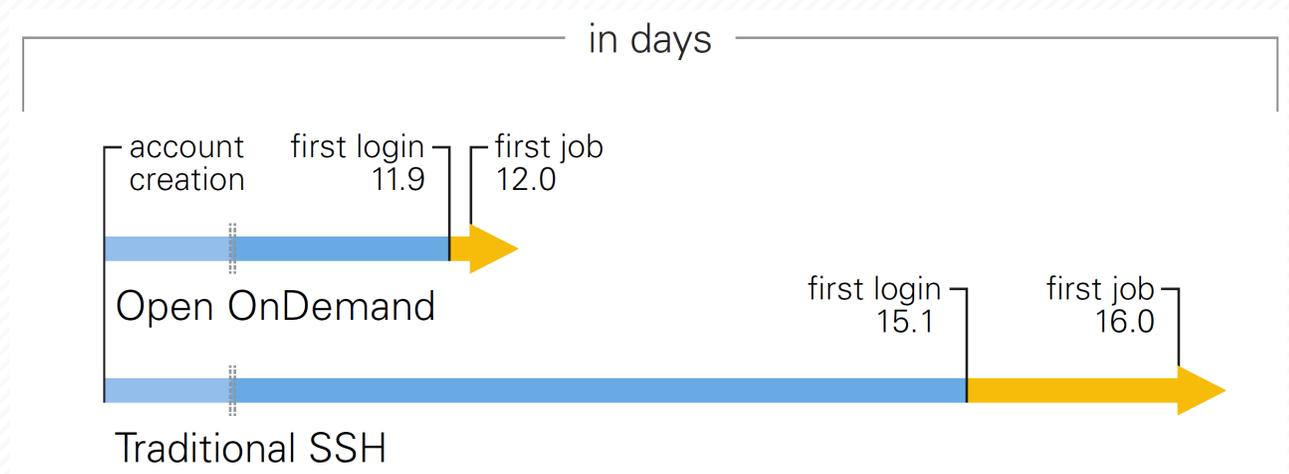 in days
account
creation
first login
11.9
first job
12.0
Open OnDemand
first login
15.1
first job
16.0
Traditional SSH